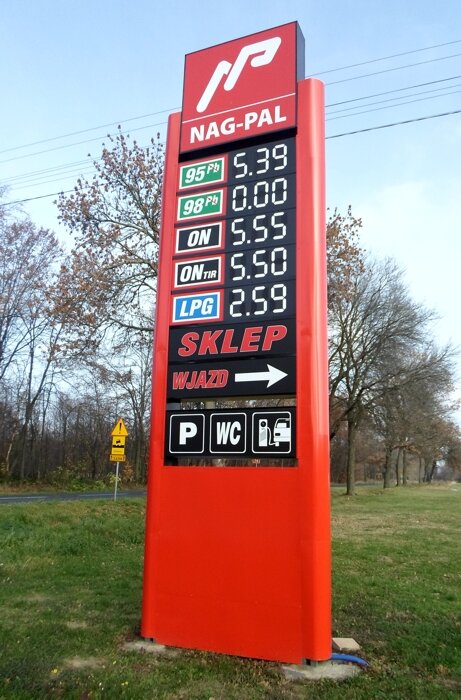 NAG-PAL
95Pb 5.39
98Pb 0.00
ON 5.55
ONTIR 5.50
LPG 2.59
SKLEP
WJAZD
P WC